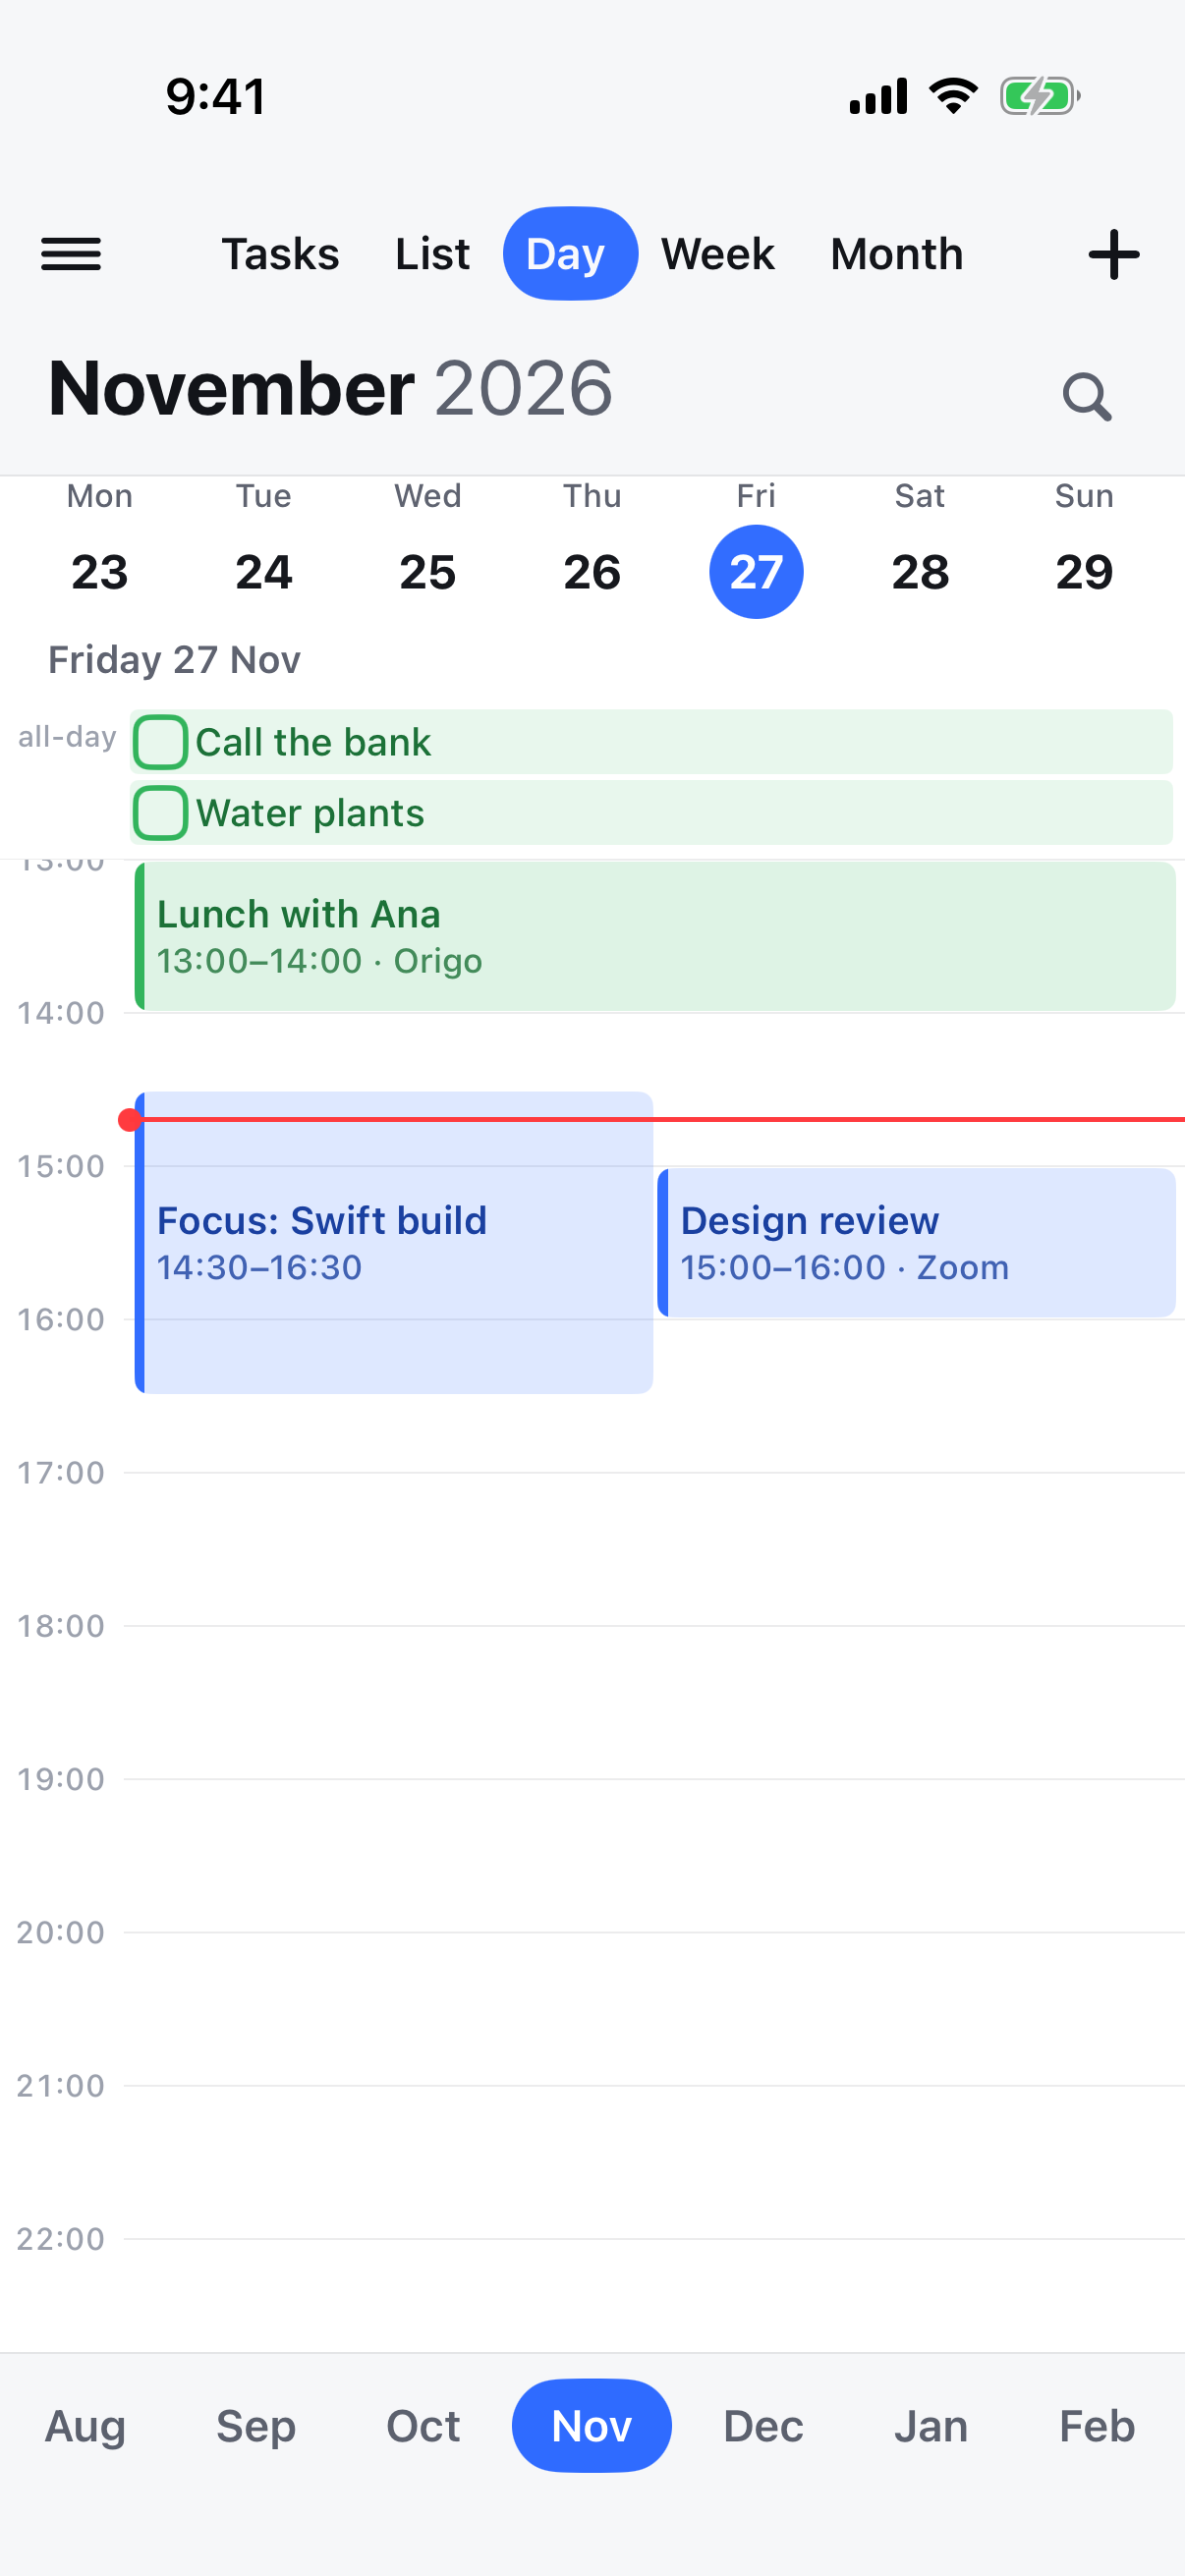 9:41
Tasks List Day Week Month
November 2026
Mon Tue Wed Thu Fri Sat Sun
23 24 25 26 27 28 29
Friday 27 Nov
all-day Call the bank
Water plants
13:00
Lunch with Ana
13:00–14:00 · Origo
14:00
15:00
Focus: Swift build Design review
14:30–16:30 15:00–16:00 · Zoom
16:00
17:00
18:00
19:00
20:00
21:00
22:00
Aug Sep Oct Nov Dec Jan Feb